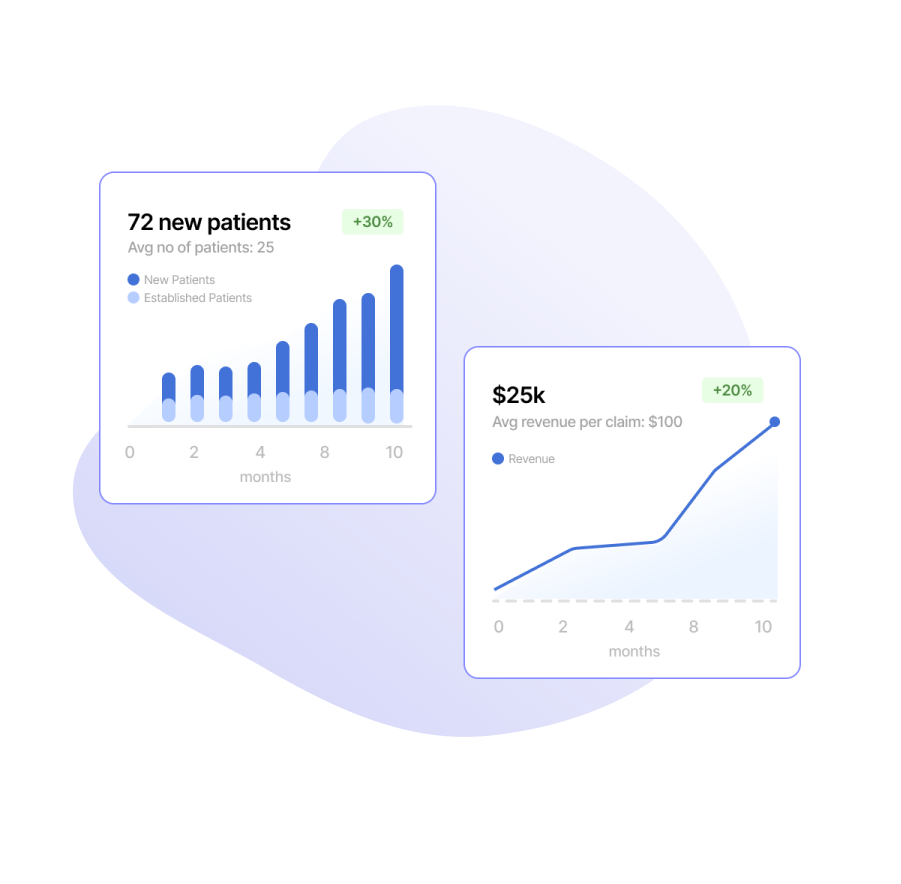 72 new patients
+30%
Avg no of patients: 25
New Patients
Established Patients
0 2 4 8 10
months
$25k
+20%
Avg revenue per claim: $100
Revenue
0 2 4 8 10
months